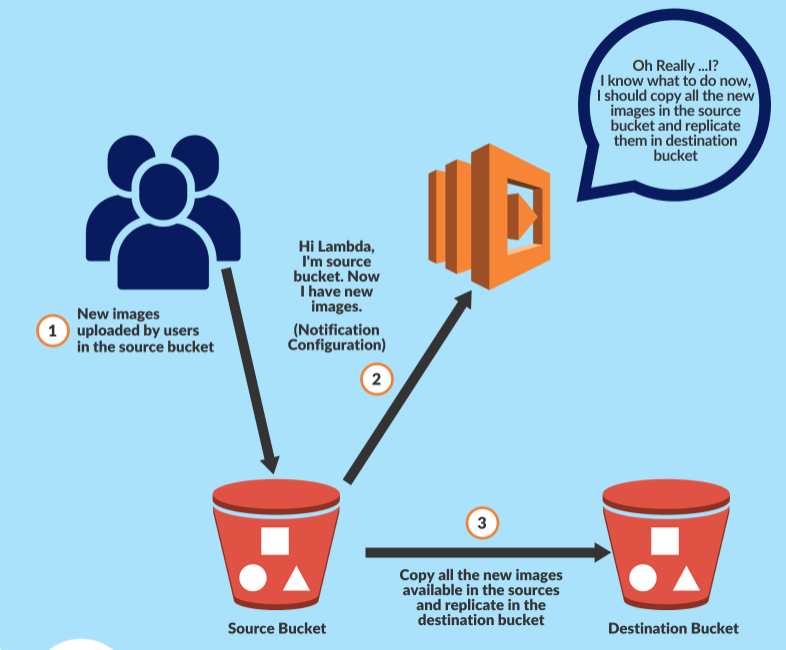 Oh Really ...I?
I know what to do now,
I should copy all the new
images in the source
bucket and replicate
them in destination
bucket
Hi Lambda,
I'm source
bucket. Now
I have new
images.
(Notification
Configuration)
1
New images
uploaded by users
in the source bucket
2
3
Copy all the new images
available in the sources
and replicate in the
destination bucket
Source Bucket
Destination Bucket